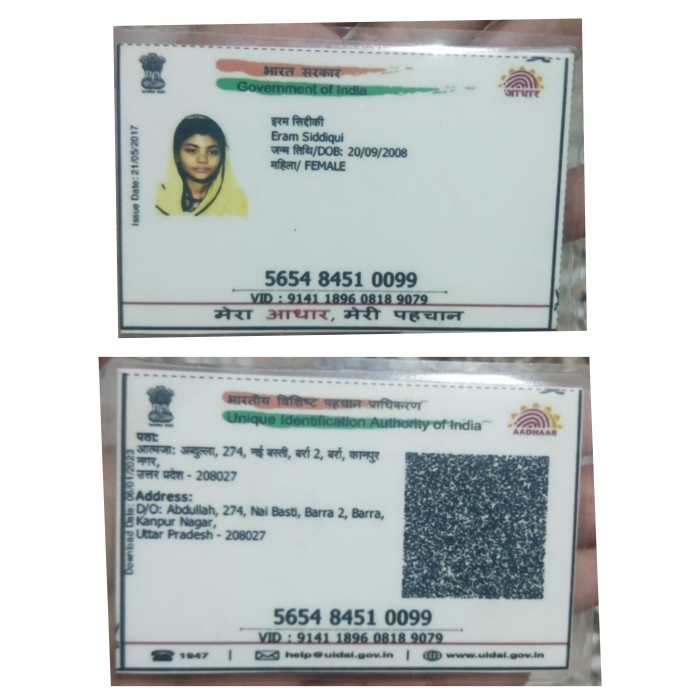 भारत सरकार
Government of India
आधार
Issue Date: 21/05/2017
इरम सिद्दीकी
Eram Siddiqui
जन्म तिथि/DOB: 20/09/2008
महिला/ FEMALE
5654 8451 0099
VID : 9141 1896 0818 9079
मेरा आधार, मेरी पहचान
भारतीय विशिष्ट पहचान प्राधिकरण
Unique Identification Authority of India
AADHAAR
Download Date: 06/01/2023
पता:
आत्मजा: अब्दुल्ला, 274, नई बस्ती, बर्रा 2, बर्रा, कानपुर
नगर,
उत्तर प्रदेश - 208027
Address:
D/O: Abdullah, 274, Nai Basti, Barra 2, Barra,
Kanpur Nagar,
Uttar Pradesh - 208027
5654 8451 0099
VID : 9141 1896 0818 9079
1947 | help@uidai.gov.in | www.uidai.gov.in